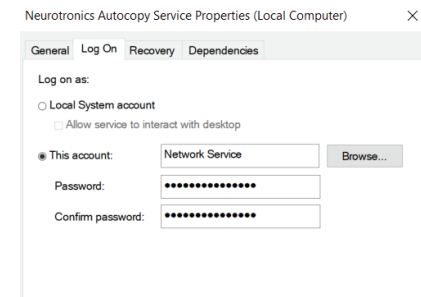 Neurotronics Autocopy Service Properties (Local Computer)
General Log On Recovery Dependencies
Log on as:
Local System account
Allow service to interact with desktop
This account: Network Service Browse...
Password: •••••••••••••••
Confirm password: •••••••••••••••